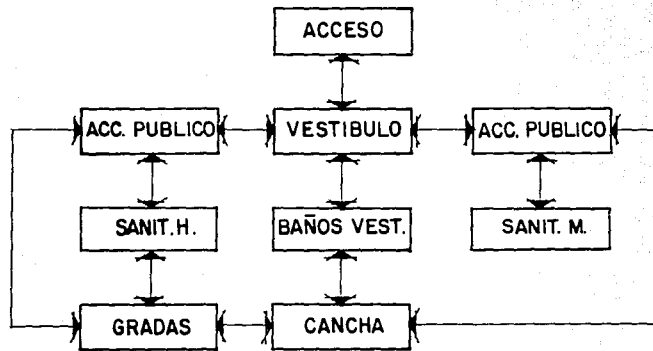 ACCESO
ACC. PUBLICO
VESTIBULO
ACC. PUBLICO
SANIT. H.
BAÑOS VEST.
SANIT. M.
GRADAS
CANCHA